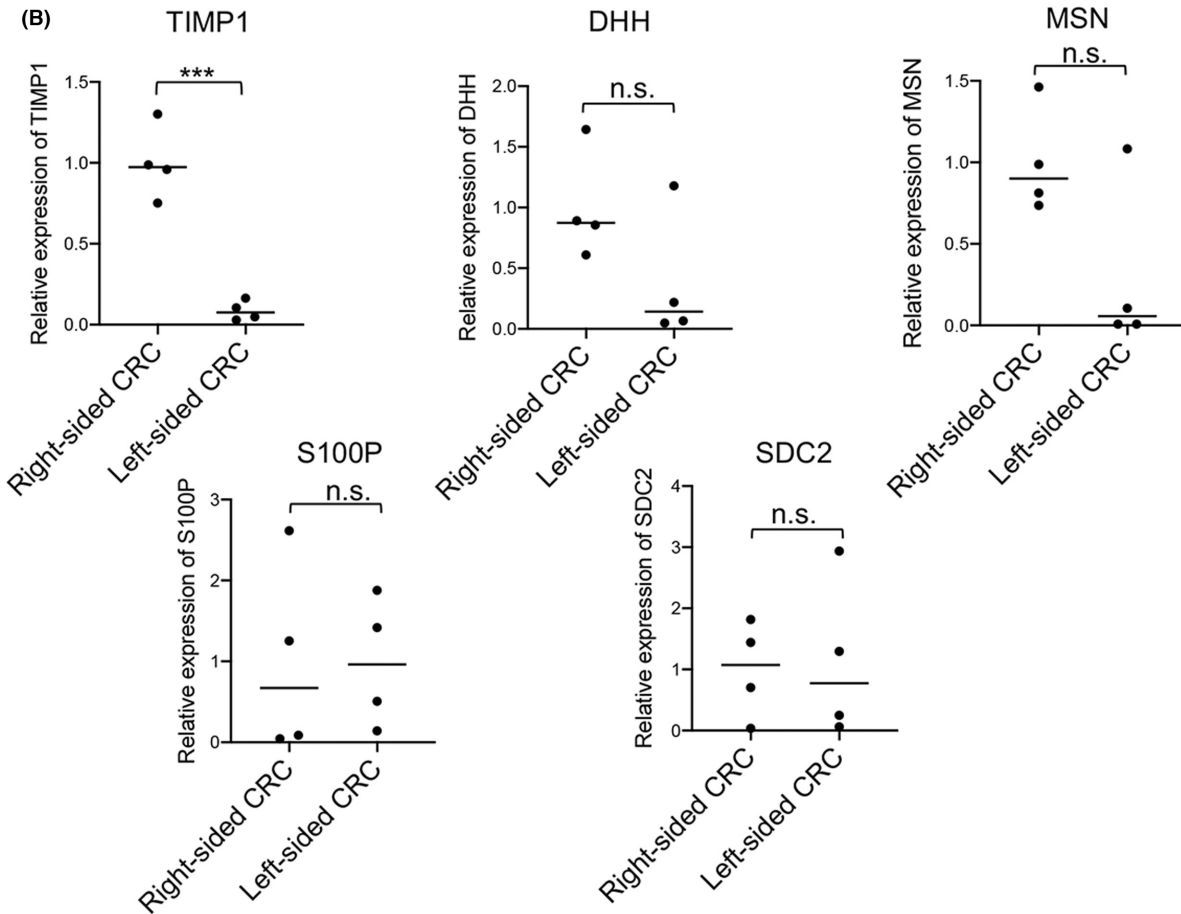 (B)
TIMP1
Relative expression of TIMP1
1.5
1.0
0.5
0.0
***
Right-sided CRC
Left-sided CRC
DHH
Relative expression of DHH
2.0
1.5
1.0
0.5
0.0
n.s.
Right-sided CRC
Left-sided CRC
MSN
Relative expression of MSN
1.5
1.0
0.5
0.0
n.s.
Right-sided CRC
Left-sided CRC
S100P
Relative expression of S100P
3
2
1
0
n.s.
Right-sided CRC
Left-sided CRC
SDC2
Relative expression of SDC2
4
3
2
1
0
n.s.
Right-sided CRC
Left-sided CRC